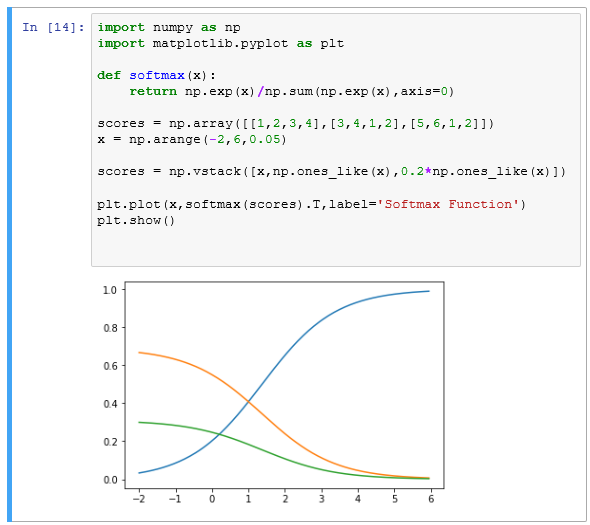 In [14]: import numpy as np
import matplotlib.pyplot as plt
def softmax(x):
    return np.exp(x)/np.sum(np.exp(x),axis=0)
scores = np.array([[1,2,3,4],[3,4,1,2],[5,6,1,2]])
x = np.arange(-2,6,0.05)
scores = np.vstack([x,np.ones_like(x),0.2*np.ones_like(x)])
plt.plot(x,softmax(scores).T,label='Softmax Function')
plt.show()
1.0
0.8
0.6
0.4
0.2
0.0
−2 −1 0 1 2 3 4 5 6